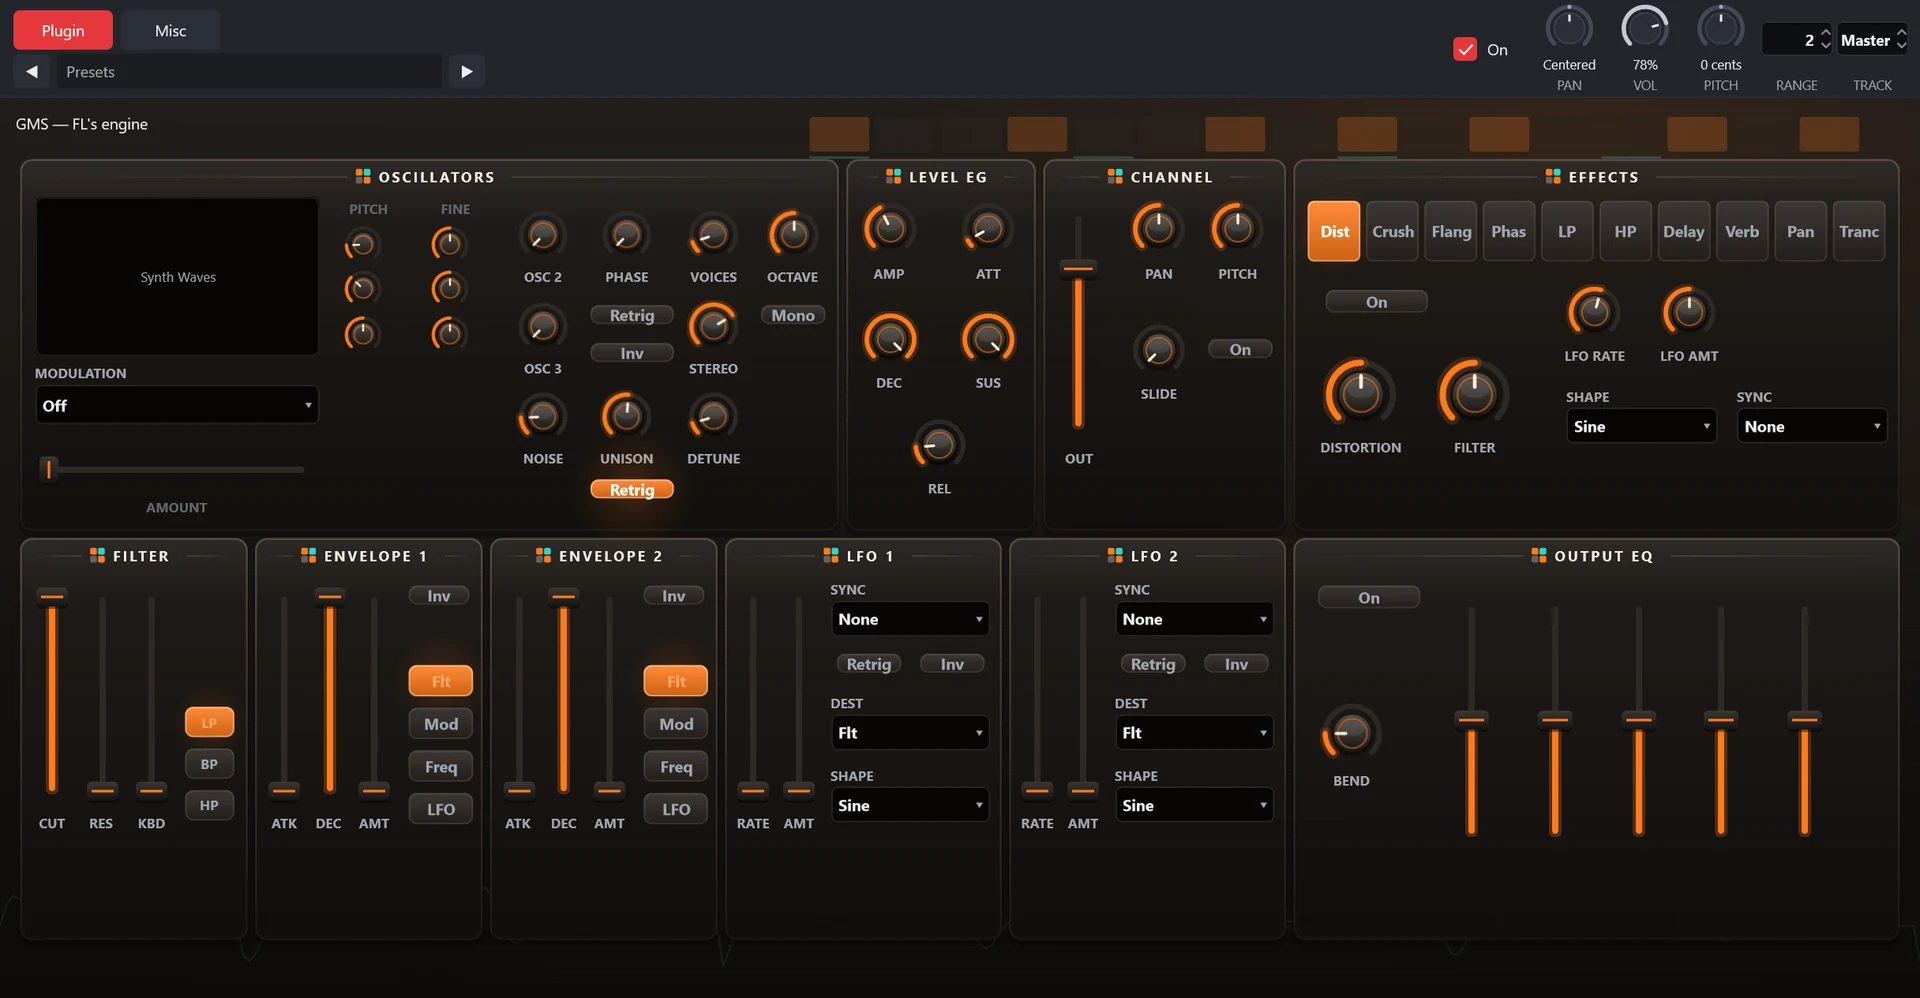 Plugin Misc
Presets
On
Centered 78% 0 cents 2 Master
PAN VOL PITCH RANGE TRACK
GMS — FL's engine
OSCILLATORS
PITCH FINE
Synth Waves
OSC 2 PHASE VOICES OCTAVE
Retrig Mono
Inv
OSC 3 STEREO
MODULATION
Off
NOISE UNISON DETUNE
Retrig
AMOUNT
LEVEL EG
AMP ATT
DEC SUS
REL
CHANNEL
PAN PITCH
On
SLIDE
OUT
EFFECTS
Dist Crush Flang Phas LP HP Delay Verb Pan Tranc
On
LFO RATE LFO AMT
SHAPE SYNC
Sine None
DISTORTION FILTER
FILTER
LP
BP
HP
CUT RES KBD
ENVELOPE 1
Inv
Flt
Mod
Freq
LFO
ATK DEC AMT
ENVELOPE 2
Inv
Flt
Mod
Freq
LFO
ATK DEC AMT
LFO 1
SYNC
None
Retrig Inv
DEST
Flt
SHAPE
Sine
RATE AMT
LFO 2
SYNC
None
Retrig Inv
DEST
Flt
SHAPE
Sine
RATE AMT
OUTPUT EQ
On
BEND